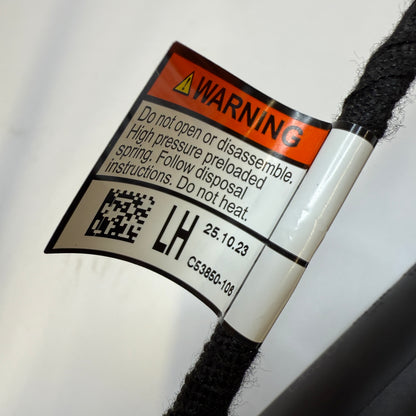 WARNING
Do not open or disassemble.
High pressure preloaded
spring. Follow disposal
instructions. Do not heat.
LH
25.10.23
C53850-106